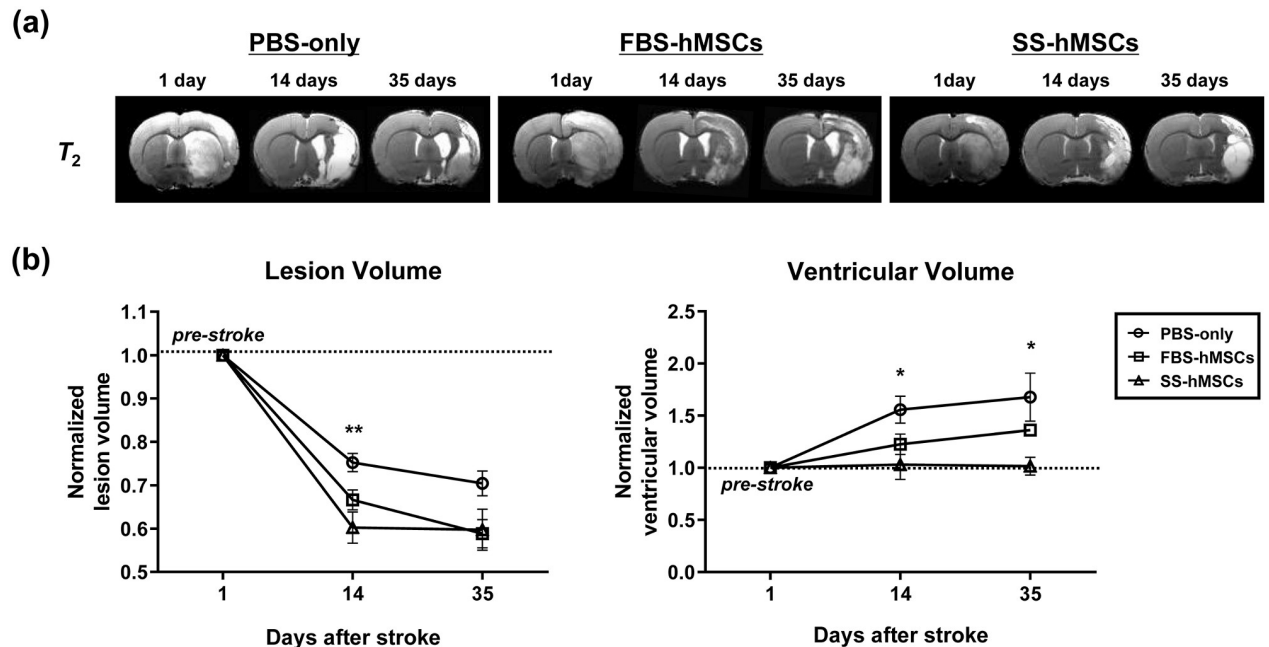 (a)
PBS-only
FBS-hMSCs
SS-hMSCs
1 day
14 days
35 days
1day
14 days
35 days
1day
14 days
35 days
T2
(b)
Lesion Volume
Normalized
lesion volume
1.1
1.0
0.9
0.8
0.7
0.6
0.5
pre-stroke
**
1
14
35
Days after stroke
Ventricular Volume
Normalized
ventricular volume
2.5
2.0
1.5
1.0
0.5
0.0
pre-stroke
*
*
1
14
35
Days after stroke
PBS-only
FBS-hMSCs
SS-hMSCs